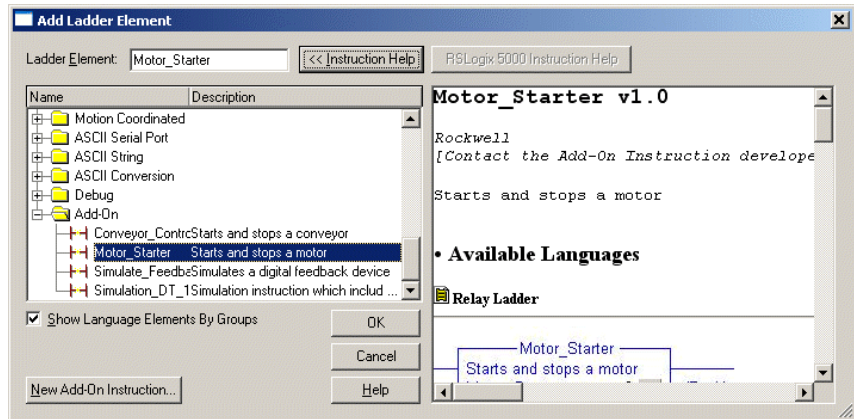 Add Ladder Element
Ladder Element: Motor_Starter << Instruction Help RSLogix 5000 Instruction Help
Name Description
Motion Coordinated
ASCII Serial Port
ASCII String
ASCII Conversion
Debug
Add-On
Conveyor_Contrc Starts and stops a conveyor
Motor_Starter Starts and stops a motor
Simulate_Feedba Simulates a digital feedback device
Simulation_DT_1 Simulation instruction which includ ...
Show Language Elements By Groups
OK
Cancel
New Add-On Instruction... Help
Motor_Starter v1.0
Rockwell
[Contact the Add-On Instruction develope
Starts and stops a motor
• Available Languages
Relay Ladder
Motor_Starter
Starts and stops a motor